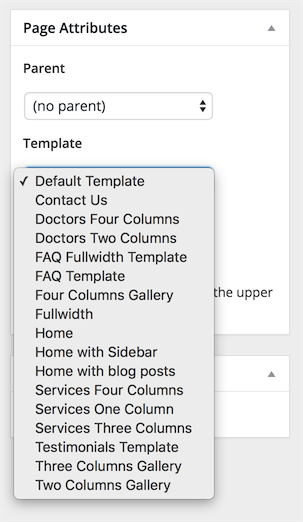 Page Attributes
Parent
(no parent)
Template
✓ Default Template
Contact Us
Doctors Four Columns
Doctors Two Columns
FAQ Fullwidth Template
FAQ Template
Four Columns Gallery
the upper
Fullwidth
Home
Home with Sidebar
Home with blog posts
Services Four Columns
Services One Column
Services Three Columns
Testimonials Template
Three Columns Gallery
Two Columns Gallery